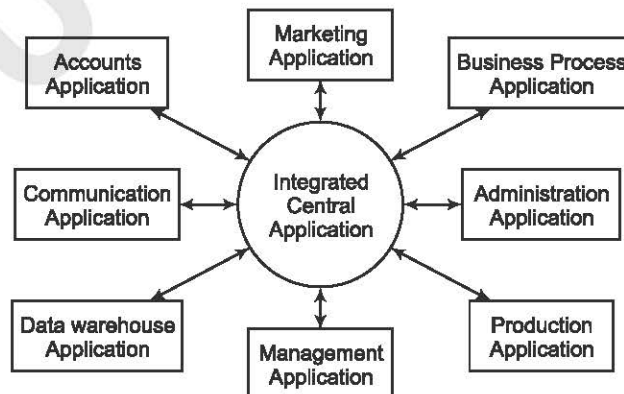 Marketing
Application
Accounts
Application
Business Process
Application
Communication
Application
Integrated
Central
Application
Administration
Application
Data warehouse
Application
Management
Application
Production
Application